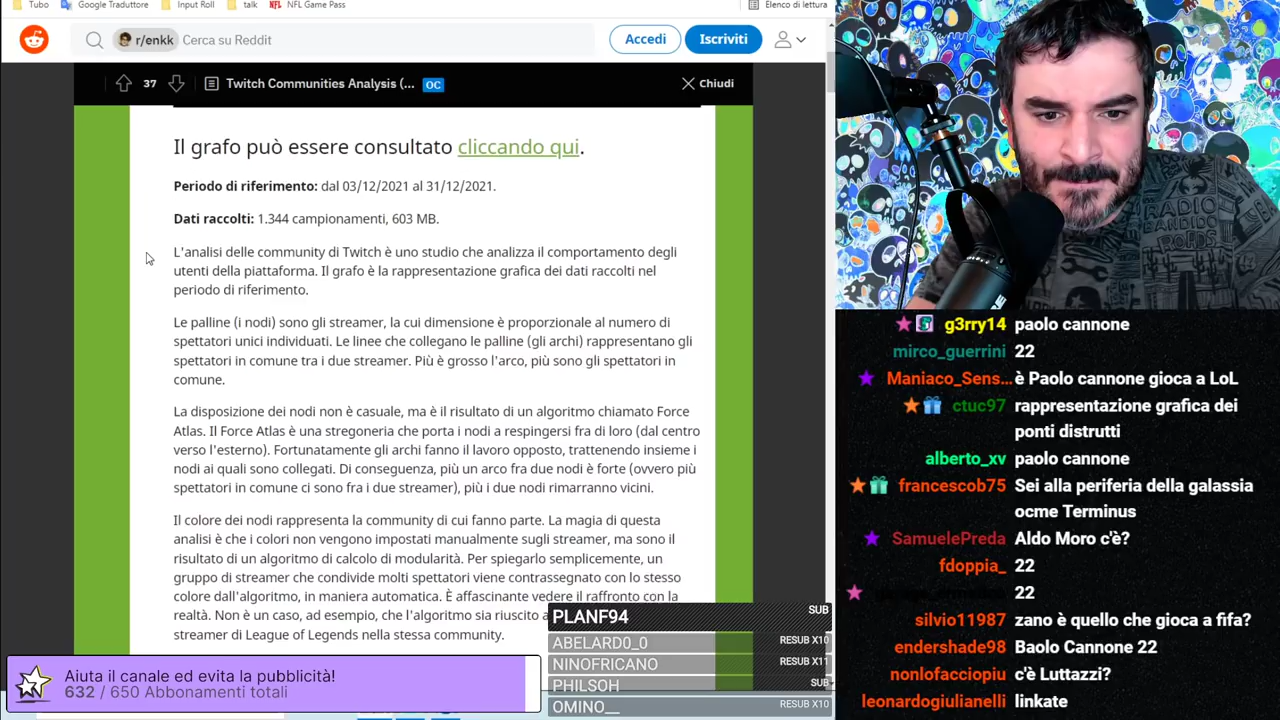 Tubo
Google Traduttore
Input Roll
talk
NFL Game Pass
Elenco di lettura
r/enkk
Cerca su Reddit
Accedi
Iscriviti
37
Twitch Communities Analysis (...
OC
Chiudi
Il grafo può essere consultato cliccando qui.
Periodo di riferimento: dal 03/12/2021 al 31/12/2021.
Dati raccolti: 1.344 campionamenti, 603 MB.
L'analisi delle community di Twitch è uno studio che analizza il comportamento degli
utenti della piattaforma. Il grafo è la rappresentazione grafica dei dati raccolti nel
periodo di riferimento.
Le palline (i nodi) sono gli streamer, la cui dimensione è proporzionale al numero di
spettatori unici individuati. Le linee che collegano le palline (gli archi) rappresentano gli
spettatori in comune tra i due streamer. Più è grosso l'arco, più sono gli spettatori in
comune.
La disposizione dei nodi non è casuale, ma è il risultato di un algoritmo chiamato Force
Atlas. Il Force Atlas è una stregoneria che porta i nodi a respingersi fra di loro (dal centro
verso l'esterno). Fortunatamente gli archi fanno il lavoro opposto, trattenendo insieme i
nodi ai quali sono collegati. Di conseguenza, più un arco fra due nodi è forte (ovvero più
spettatori in comune ci sono fra i due streamer), più i due nodi rimarranno vicini.
Il colore dei nodi rappresenta la community di cui fanno parte. La magia di questa
analisi è che i colori non vengono impostati manualmente sugli streamer, ma sono il
risultato di un algoritmo di calcolo di modularità. Per spiegarlo semplicemente, un
gruppo di streamer che condivide molti spettatori viene contrassegnato con lo stesso
colore dall'algoritmo, in maniera automatica. È affascinante vedere il raffronto con la
realtà. Non è un caso, ad esempio, che l'algoritmo sia riuscito a
streamer di League of Legends nella stessa community.
Aiuta il canale ed evita la pubblicità!
632 / 650 Abbonamenti totali
PLANF94 SUB
ABELARD0_0 RESUB X10
NINOFRICANO RESUB X11
PHILSOH SUB
OMINO__ RESUB X10
RADIO
BANDIDO
RORDS
g3rry14 paolo cannone
mirco_guerrini 22
Maniaco_Sens... è Paolo cannone gioca a LoL
ctuc97 rappresentazione grafica dei
ponti distrutti
alberto_xv paolo cannone
francescob75 Sei alla periferia della galassia
ocme Terminus
SamuelePreda Aldo Moro c'è?
fdoppia_ 22
22
silvio11987 zano è quello che gioca a fifa?
endershade98 Baolo Cannone 22
nonlofacciopiu c'è Luttazzi?
leonardogiulianelli linkate